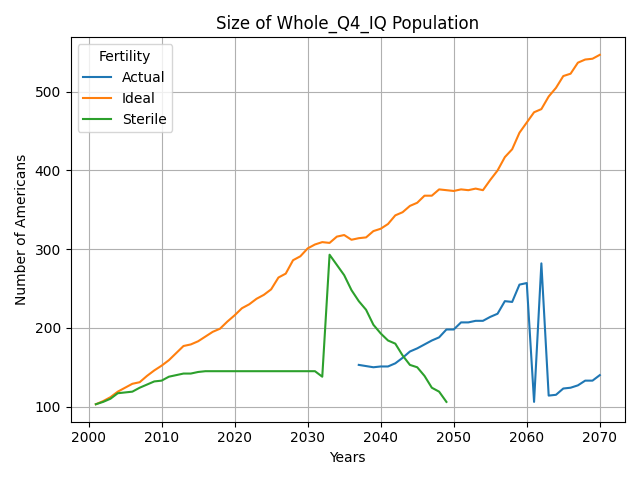 Size of Whole_Q4_IQ Population
Fertility
Actual
Ideal
Sterile
Number of Americans
500
400
300
200
100
2000 2010 2020 2030 2040 2050 2060 2070
Years